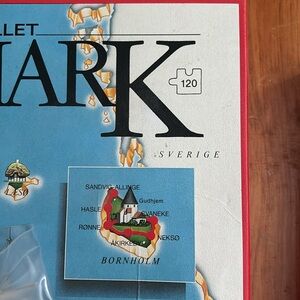 LLET
MARK
120
SVERIGE
SANDVIG ALLINGE
Gudhjem
HASLE
SVANEKE
RØNNE
NEKSØ
ÅKIRKEBY
BORNHOLM